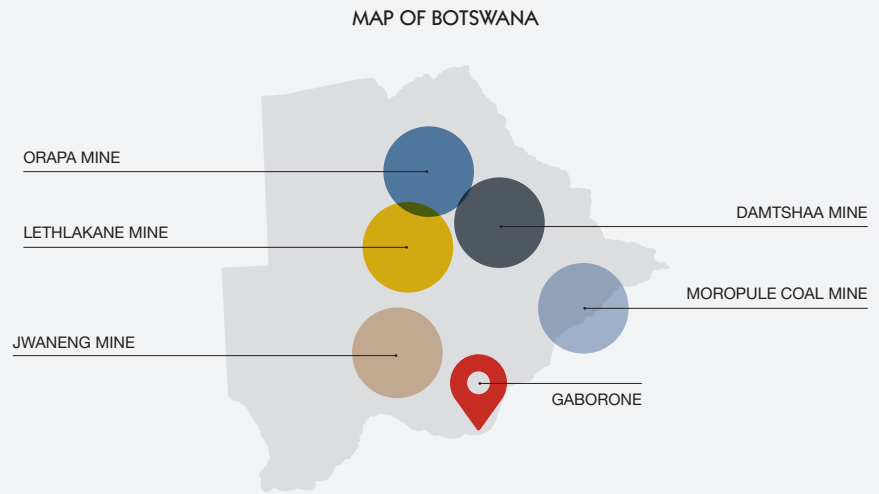 MAP OF BOTSWANA
ORAPA MINE
DAMTSHAA MINE
LETHLAKANE MINE
MOROPULE COAL MINE
JWANENG MINE
GABORONE